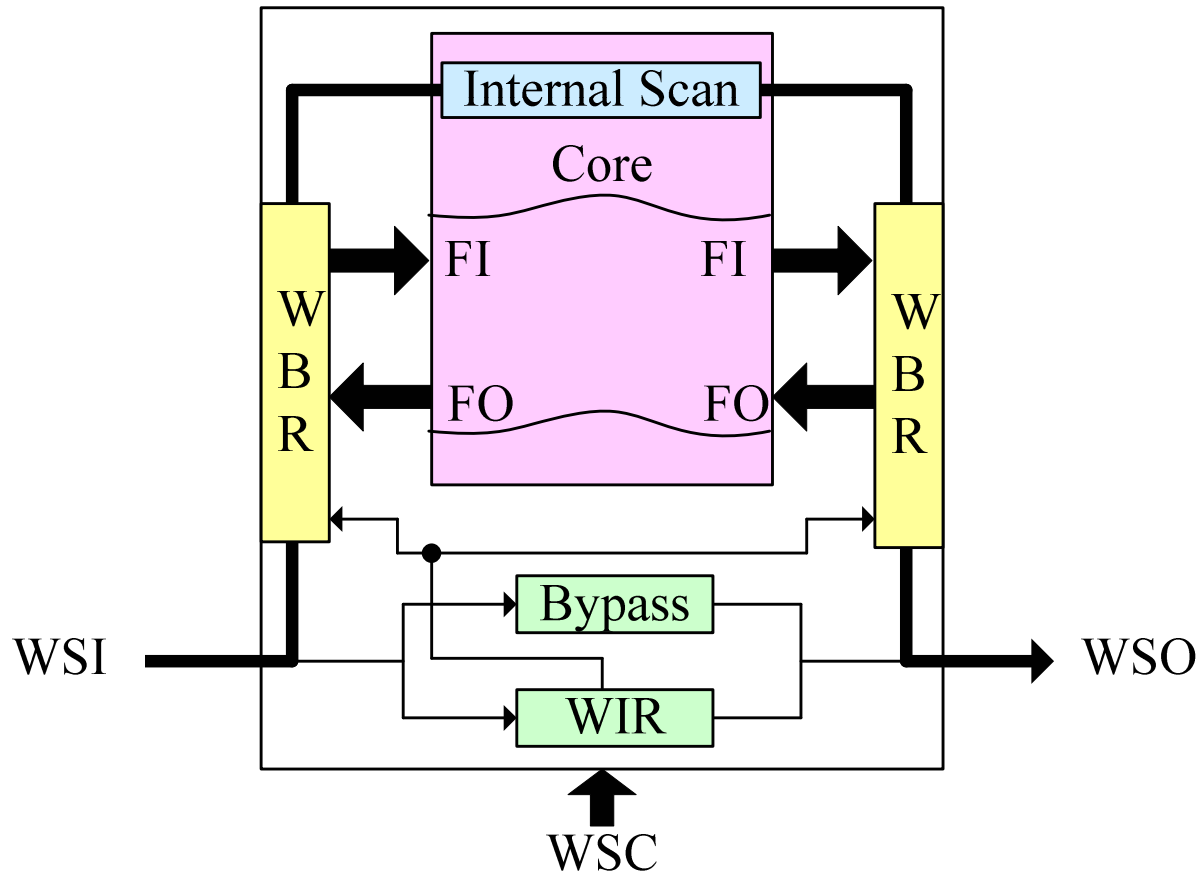 Internal Scan
Core
FI FI
W
B
R
W
B
R
FO FO
Bypass
WSI
WSO
WIR
WSC